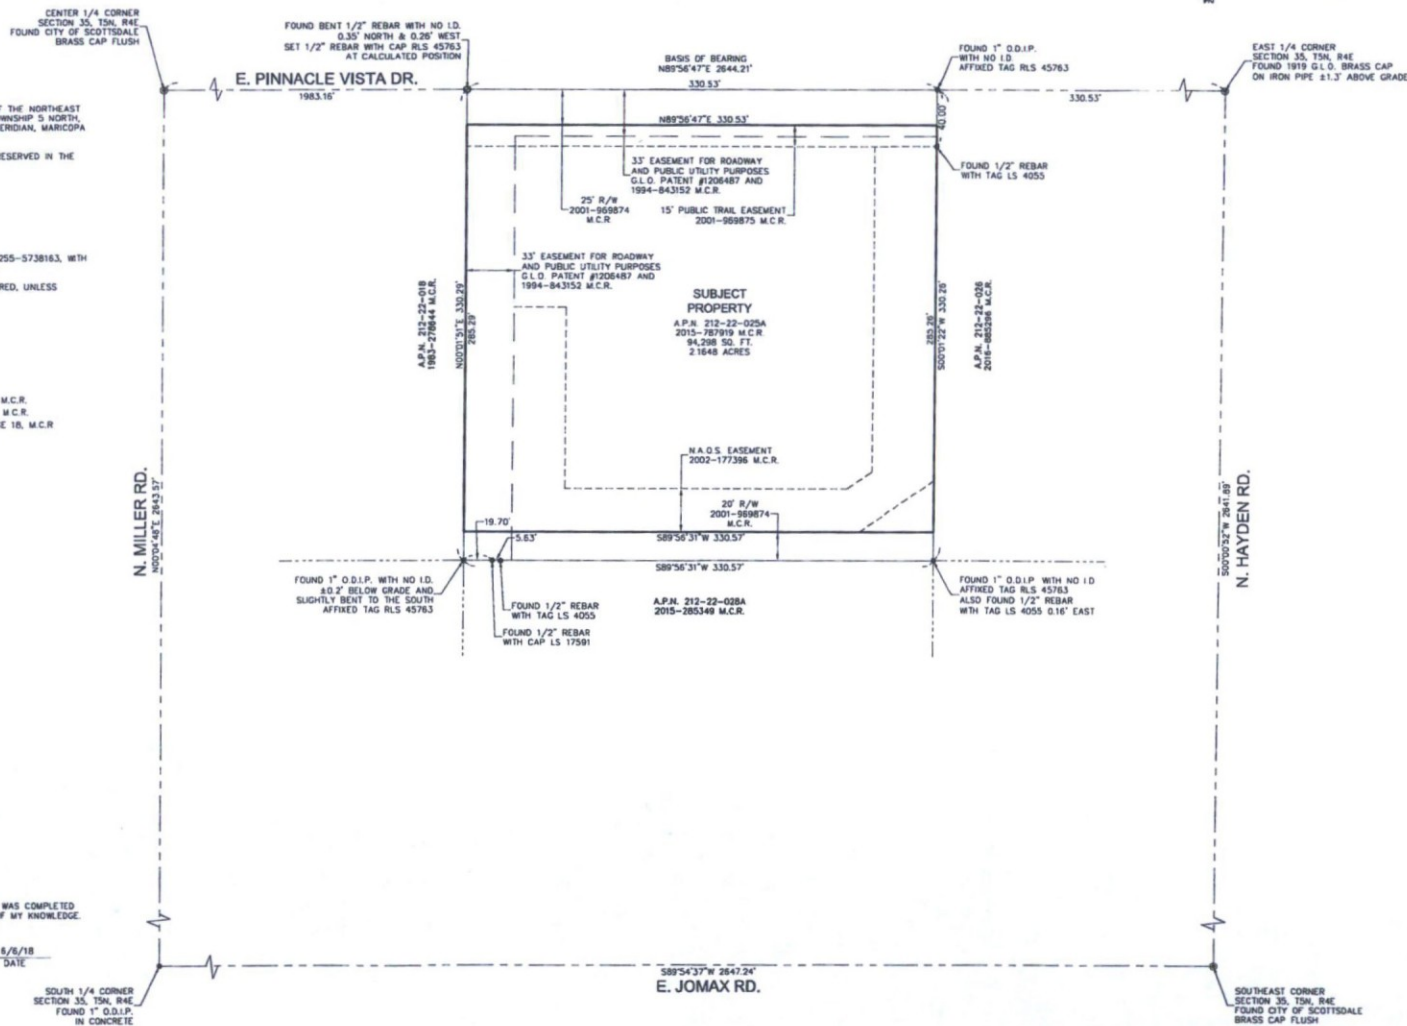 CENTER 1/4 CORNER
SECTION 35, T5N, R4E
FOUND CITY OF SCOTTSDALE
BRASS CAP FLUSH
FOUND BENT 1/2" REBAR WITH NO I.D.
0.35' NORTH & 0.26' WEST
SET 1/2" REBAR WITH CAP RLS 45763
AT CALCULATED POSITION
BASIS OF BEARING
N89°56'47"E 2644.21'
330.53'
FOUND 1" O.D.I.P.
WITH NO I.D
AFFIXED TAG RLS 45763
EAST 1/4 CORNER
SECTION 35, T5N, R4E
FOUND 1919 G.L.O. BRASS CAP
ON IRON PIPE ±1.3' ABOVE GRADE
E. PINNACLE VISTA DR.
1983.16'
330.53'
40.00'
N89°56'47"E 330.53'
T THE NORTHEAST
WNSHIP 5 NORTH,
ERIDIAN, MARICOPA
RESERVED IN THE
33' EASEMENT FOR ROADWAY
AND PUBLIC UTILITY PURPOSES
G.L.O. PATENT #1206487 AND
1994-843152 M.C.R.
FOUND 1/2" REBAR
WITH TAG LS 4055
25' R/W
2001-969874
M.C.R
15' PUBLIC TRAIL EASEMENT
2001-969875 M.C.R.
255-5738163, WITH
RED, UNLESS
33' EASEMENT FOR ROADWAY
AND PUBLIC UTILITY PURPOSES
G.L.O. PATENT #1206487 AND
1994-843152 M.C.R.
SUBJECT
PROPERTY
A.P.N. 212-22-025A
2015-787919 M.C.R.
94,298 SQ. FT.
2.1648 ACRES
A.P.N. 212-22-018
1983-278644 M.C.R.
N00°01'51"E 330.29'
285.29'
285.26'
S00°01'22"W 330.26'
A.P.N. 212-22-026
2016-885296 M.C.R.
M.C.R.
M.C.R.
E 18, M.C.R
N.A.O.S. EASEMENT
2002-177396 M.C.R.
20' R/W
2001-969874
M.C.R.
N. MILLER RD.
N00°04'48"E 2643.57'
S00°00'52"W 2641.89'
N. HAYDEN RD.
19.70'
5.63'
S89°56'31"W 330.57'
S89°56'31"W 330.57'
FOUND 1" O.D.I.P. WITH NO I.D.
±0.2' BELOW GRADE AND
SLIGHTLY BENT TO THE SOUTH
AFFIXED TAG RLS 45763
FOUND 1/2" REBAR
WITH TAG LS 4055
FOUND 1/2" REBAR
WITH CAP LS 17591
A.P.N. 212-22-028A
2015-285349 M.C.R.
FOUND 1" O.D.I.P WITH NO I.D
AFFIXED TAG RLS 45763
ALSO FOUND 1/2" REBAR
WITH TAG LS 4055 0.16' EAST
WAS COMPLETED
F MY KNOWLEDGE.
6/6/18
DATE
S89°54'37"W 2647.24'
E. JOMAX RD.
SOUTH 1/4 CORNER
SECTION 35, T5N, R4E
FOUND 1" O.D.I.P.
IN CONCRETE
SOUTHEAST CORNER
SECTION 35, T5N, R4E
FOUND CITY OF SCOTTSDALE
BRASS CAP FLUSH